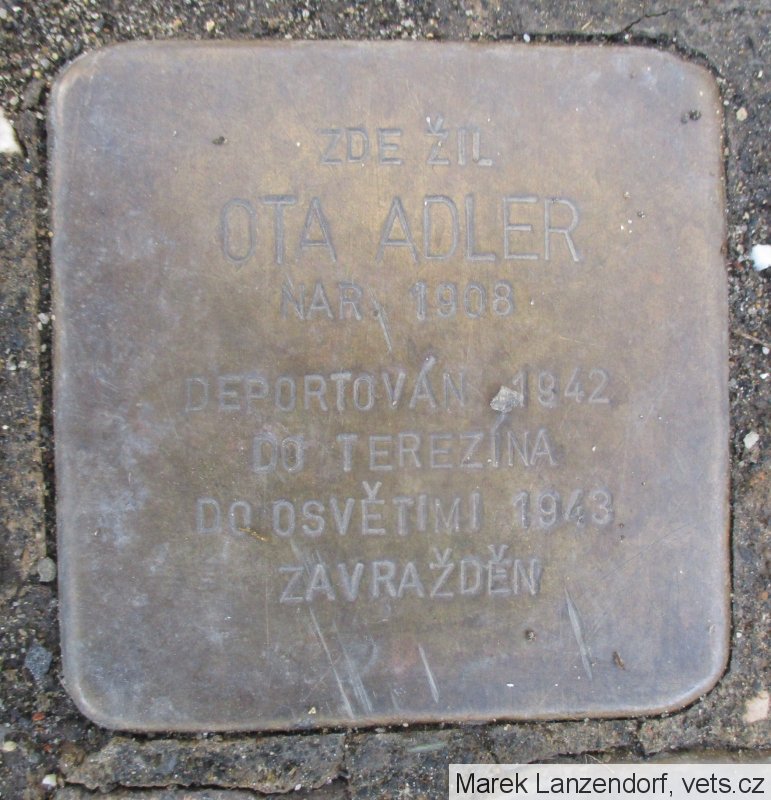 ZDE ŽIL
OTA ADLER
NAR. 1908
DEPORTOVÁN 1942
DO TEREZÍNA
DO OSVĚTIMI 1943
ZAVRAŽDĚN
Marek Lanzendorf, vets.cz